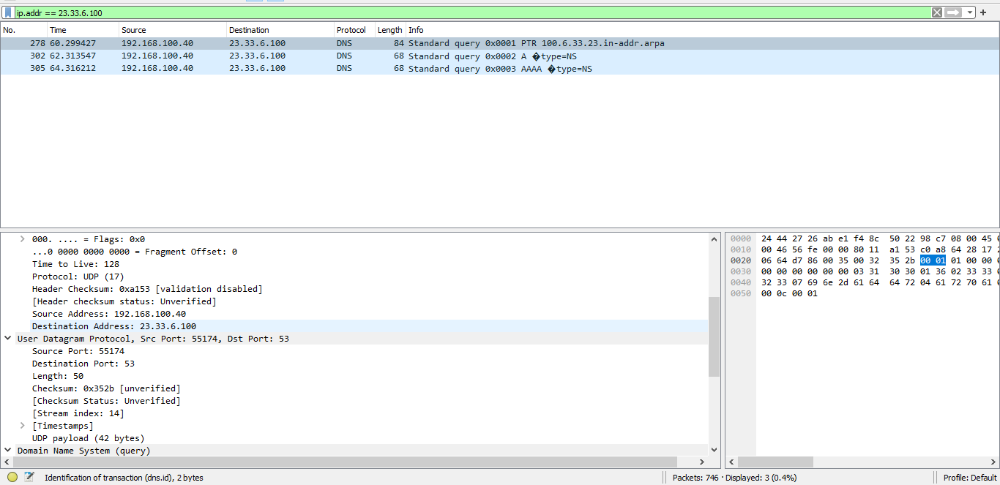 ip.addr == 23.33.6.100
No. Time Source Destination Protocol Length Info
278 60.299427 192.168.100.40 23.33.6.100 DNS 84 Standard query 0x0001 PTR 100.6.33.23.in-addr.arpa
302 62.313547 192.168.100.40 23.33.6.100 DNS 68 Standard query 0x0002 A �type=NS
305 64.316212 192.168.100.40 23.33.6.100 DNS 68 Standard query 0x0003 AAAA �type=NS
000. .... = Flags: 0x0
...0 0000 0000 0000 = Fragment Offset: 0
Time to Live: 128
Protocol: UDP (17)
Header Checksum: 0xa153 [validation disabled]
[Header checksum status: Unverified]
Source Address: 192.168.100.40
Destination Address: 23.33.6.100
User Datagram Protocol, Src Port: 55174, Dst Port: 53
Source Port: 55174
Destination Port: 53
Length: 50
Checksum: 0x352b [unverified]
[Checksum Status: Unverified]
[Stream index: 14]
[Timestamps]
UDP payload (42 bytes)
Domain Name System (query)
0000 24 44 27 26 ab e1 f4 8c 50 22 98 c7 08 00 45
0010 00 46 56 fe 00 00 80 11 a1 53 c0 a8 64 28 17
0020 06 64 d7 86 00 35 00 32 35 2b 00 01 01 00 00
0030 00 00 00 00 00 00 03 31 30 30 01 36 02 33 33
0040 32 33 07 69 6e 2d 61 64 64 72 04 61 72 70 61
0050 00 0c 00 01
Identification of transaction (dns.id), 2 bytes
Packets: 746 · Displayed: 3 (0.4%)
Profile: Default